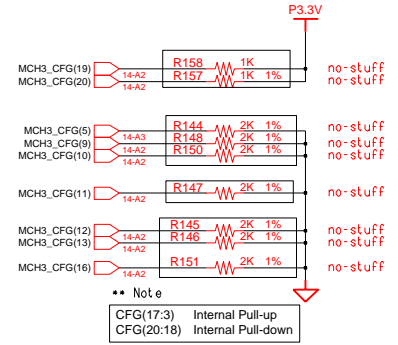 P3.3V
R158 1K
MCH3_CFG(19) 14-A2 no-stuff
R157 1K 1%
MCH3_CFG(20) 14-A2 no-stuff
R144 2K 1%
MCH3_CFG(5) 14-A3 no-stuff
R148 2K 1%
MCH3_CFG(9) 14-A2 no-stuff
R150 2K 1%
MCH3_CFG(10) 14-A2 no-stuff
R147 2K 1%
MCH3_CFG(11) 14-A2 no-stuff
R145 2K 1%
MCH3_CFG(12) 14-A2 no-stuff
R146 2K 1%
MCH3_CFG(13) 14-A2 no-stuff
R151 2K 1%
MCH3_CFG(16) 14-A2 no-stuff
** Note
CFG(17:3) Internal Pull-up
CFG(20:18) Internal Pull-down